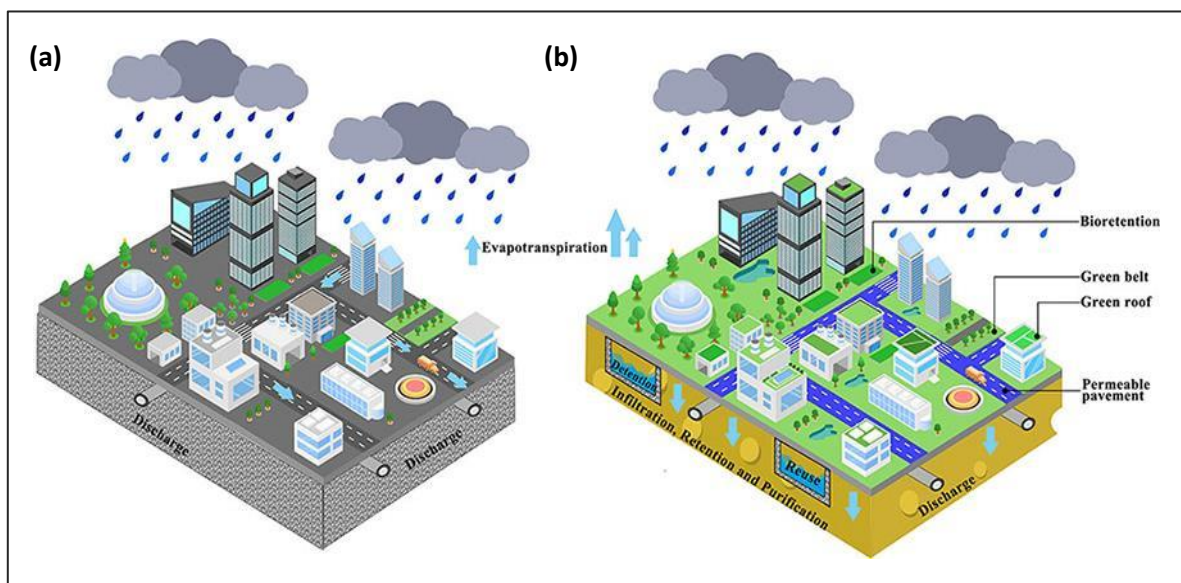 (a)
(b)
Evapotranspiration
Bioretention
Green belt
Green roof
Permeable
pavement
Discharge
Discharge
Detention
Infiltration, Retention and Purification
Reuse
Discharge